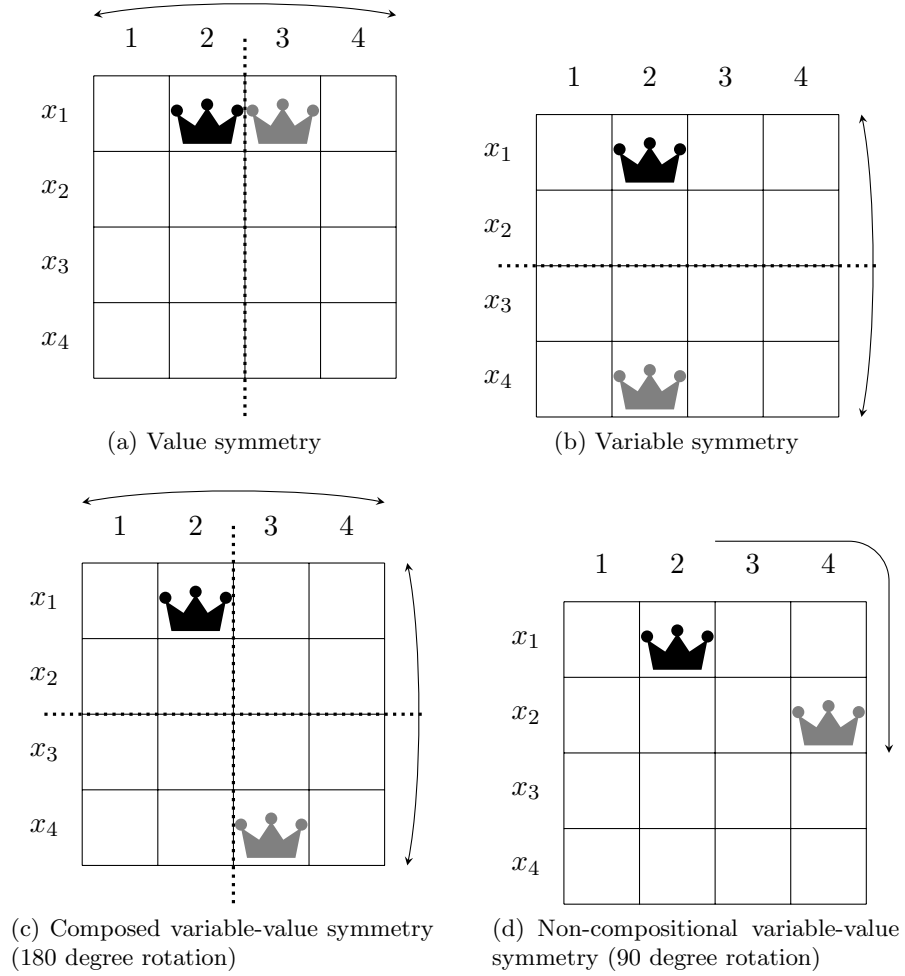 1 2 3 4
x1
x2
x3
x4
(a) Value symmetry
1 2 3 4
x1
x2
x3
x4
(b) Variable symmetry
1 2 3 4
x1
x2
x3
x4
(c) Composed variable-value symmetry
(180 degree rotation)
1 2 3 4
x1
x2
x3
x4
(d) Non-compositional variable-value
symmetry (90 degree rotation)